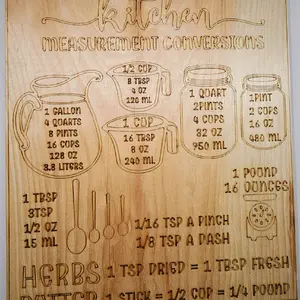 kitchen
MEASUREMENT CONVERSIONS
1 GALLON
4 QUARTS
8 PINTS
16 CUPS
128 OZ
3.8 LITERS
1/2 CUP
8 TBSP
4 OZ
120 ML
1 CUP
16 TBSP
8 OZ
240 ML
1 QUART
2PINTS
4 CUPS
32 OZ
950 ML
1PINT
2 CUPS
16 OZ
480 ML
1 TBSP
3TSP
1/2 OZ
15 ML
1/16 TSP A PINCH
1/8 TSP A DASH
1 POUND
16 OUNCES
HERBS 1 TSP DRIED = 1 TBSP FRESH
BUTTER 1 STICK = 1/2 CUP = 1/4 POUND